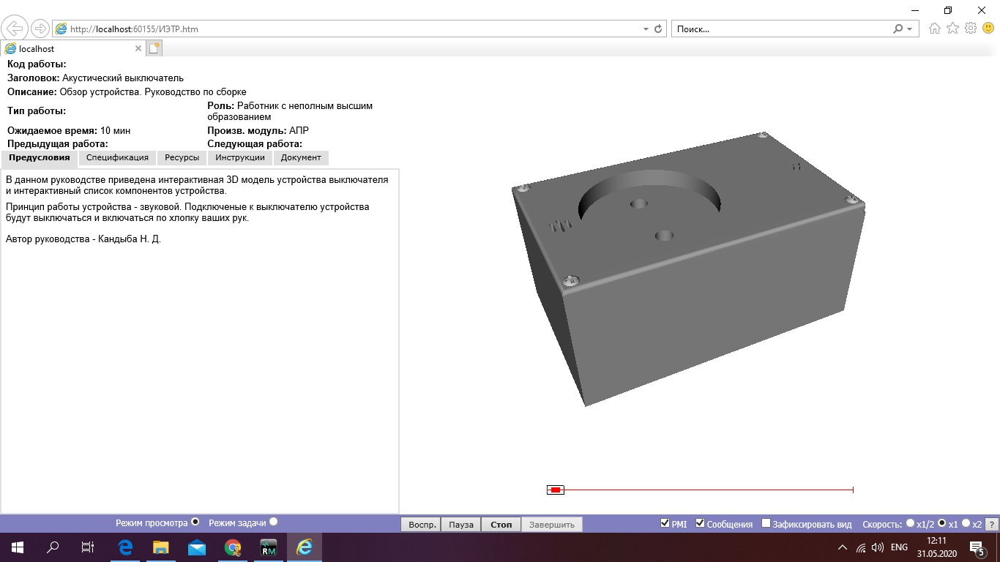 http://localhost:60155/ИЭТР.htm
Поиск...
localhost
Код работы:
Заголовок: Акустический выключатель
Описание: Обзор устройства. Руководство по сборке
Тип работы:
Роль: Работник с неполным высшим
образованием
Ожидаемое время: 10 мин
Произв. модуль: АПР
Предыдущая работа:
Следующая работа:
Предусловия
Спецификация
Ресурсы
Инструкции
Документ
В данном руководстве приведена интерактивная 3D модель устройства выключателя
и интерактивный список компонентов устройства.
Принцип работы устройства - звуковой. Подключеные к выключателю устройства
будут выключаться и включаться по хлопку ваших рук.
Автор руководства - Кандыба Н. Д.
Режим просмотра
Режим задачи
Воспр.
Пауза
Стоп
Завершить
PMI
Сообщения
Зафиксировать вид
Скорость:
x1/2
x1
x2
?
RM
ENG
12:11
31.05.2020
5